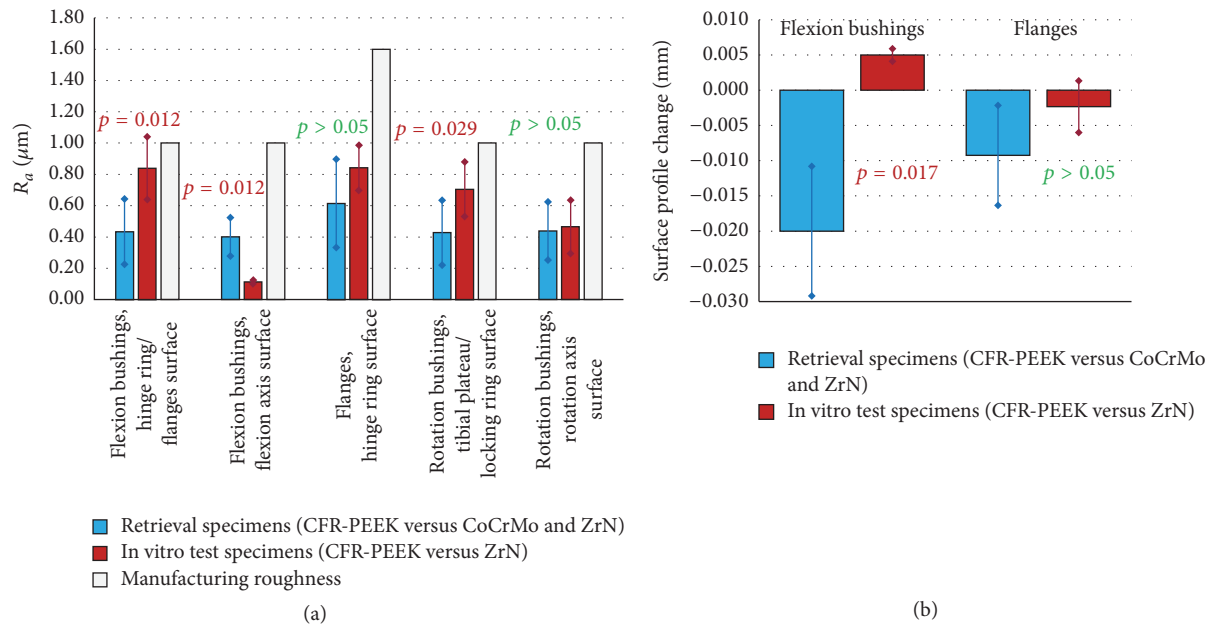 1.80
1.60
1.40
1.20
1.00
0.80
0.60
0.40
0.20
0.00
Rₐ (μm)
p = 0.012
p = 0.012
p > 0.05
p = 0.029
p > 0.05
Flexion bushings,
hinge ring/
flanges surface
Flexion bushings,
flexion axis surface
Flanges,
hinge ring surface
Rotation bushings,
tibial plateau/
locking ring surface
Rotation bushings,
rotation axis
surface
Retrieval specimens (CFR-PEEK versus CoCrMo and ZrN)
In vitro test specimens (CFR-PEEK versus ZrN)
Manufacturing roughness
(a)
−0.010
0.005
0.000
−0.005
−0.010
−0.015
−0.020
−0.025
−0.030
Surface profile change (mm)
Flexion bushings
Flanges
p = 0.017
p > 0.05
Retrieval specimens (CFR-PEEK versus CoCrMo
and ZrN)
In vitro test specimens (CFR-PEEK versus ZrN)
(b)